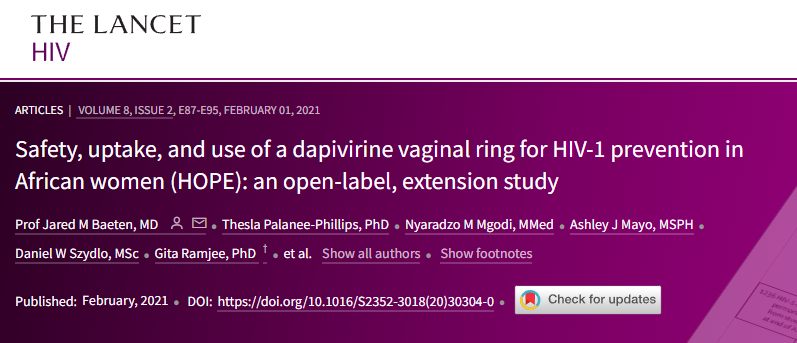 THE LANCET
HIV
ARTICLES | VOLUME 8, ISSUE 2, E87-E95, FEBRUARY 01, 2021
Safety, uptake, and use of a dapivirine vaginal ring for HIV-1 prevention in
African women (HOPE): an open-label, extension study
Prof Jared M Baeten, MD • Thesla Palanee-Phillips, PhD • Nyaradzo M Mgodi, MMed • Ashley J Mayo, MSPH •
Daniel W Szydlo, MSc • Gita Ramjee, PhD † • et al. Show all authors • Show footnotes
Published: February, 2021 • DOI: https://doi.org/10.1016/S2352-3018(20)30304-0 • Check for updates